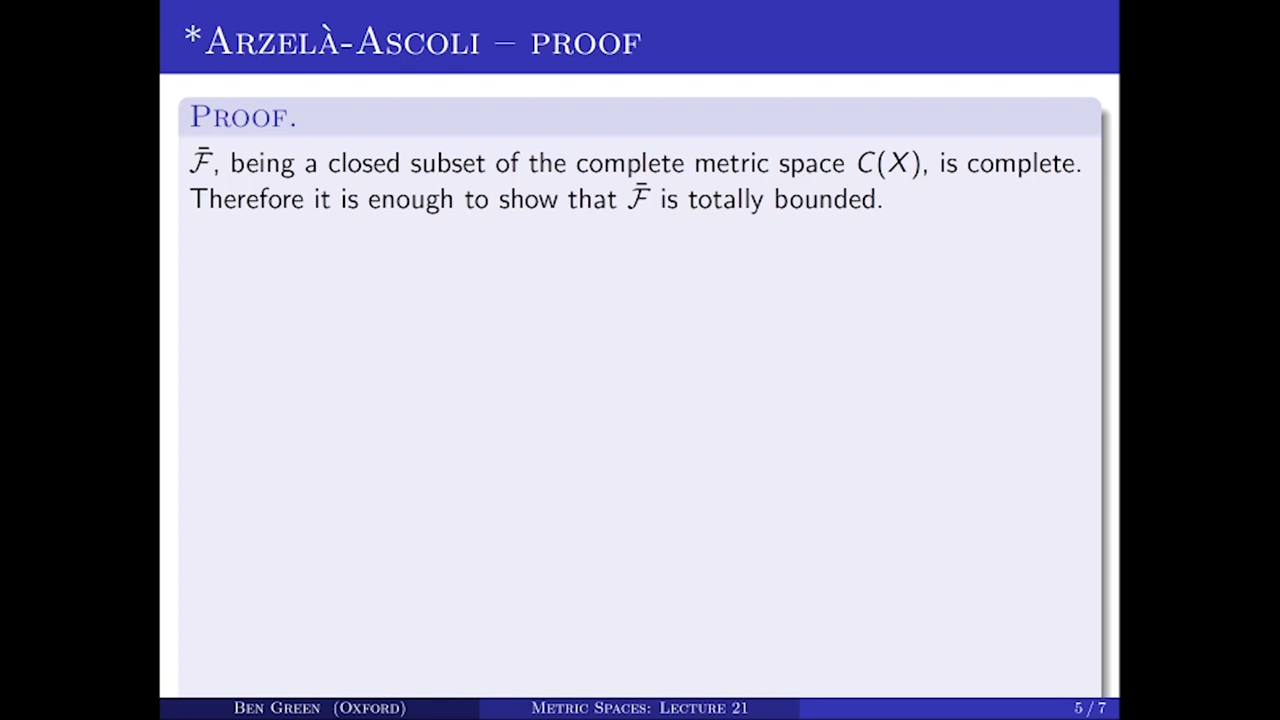 *Arzelà-Ascoli – proof
Proof.
𝓕̄, being a closed subset of the complete metric space C(X), is complete.
Therefore it is enough to show that 𝓕̄ is totally bounded.
Ben Green (Oxford) Metric Spaces: Lecture 21 5 / 7